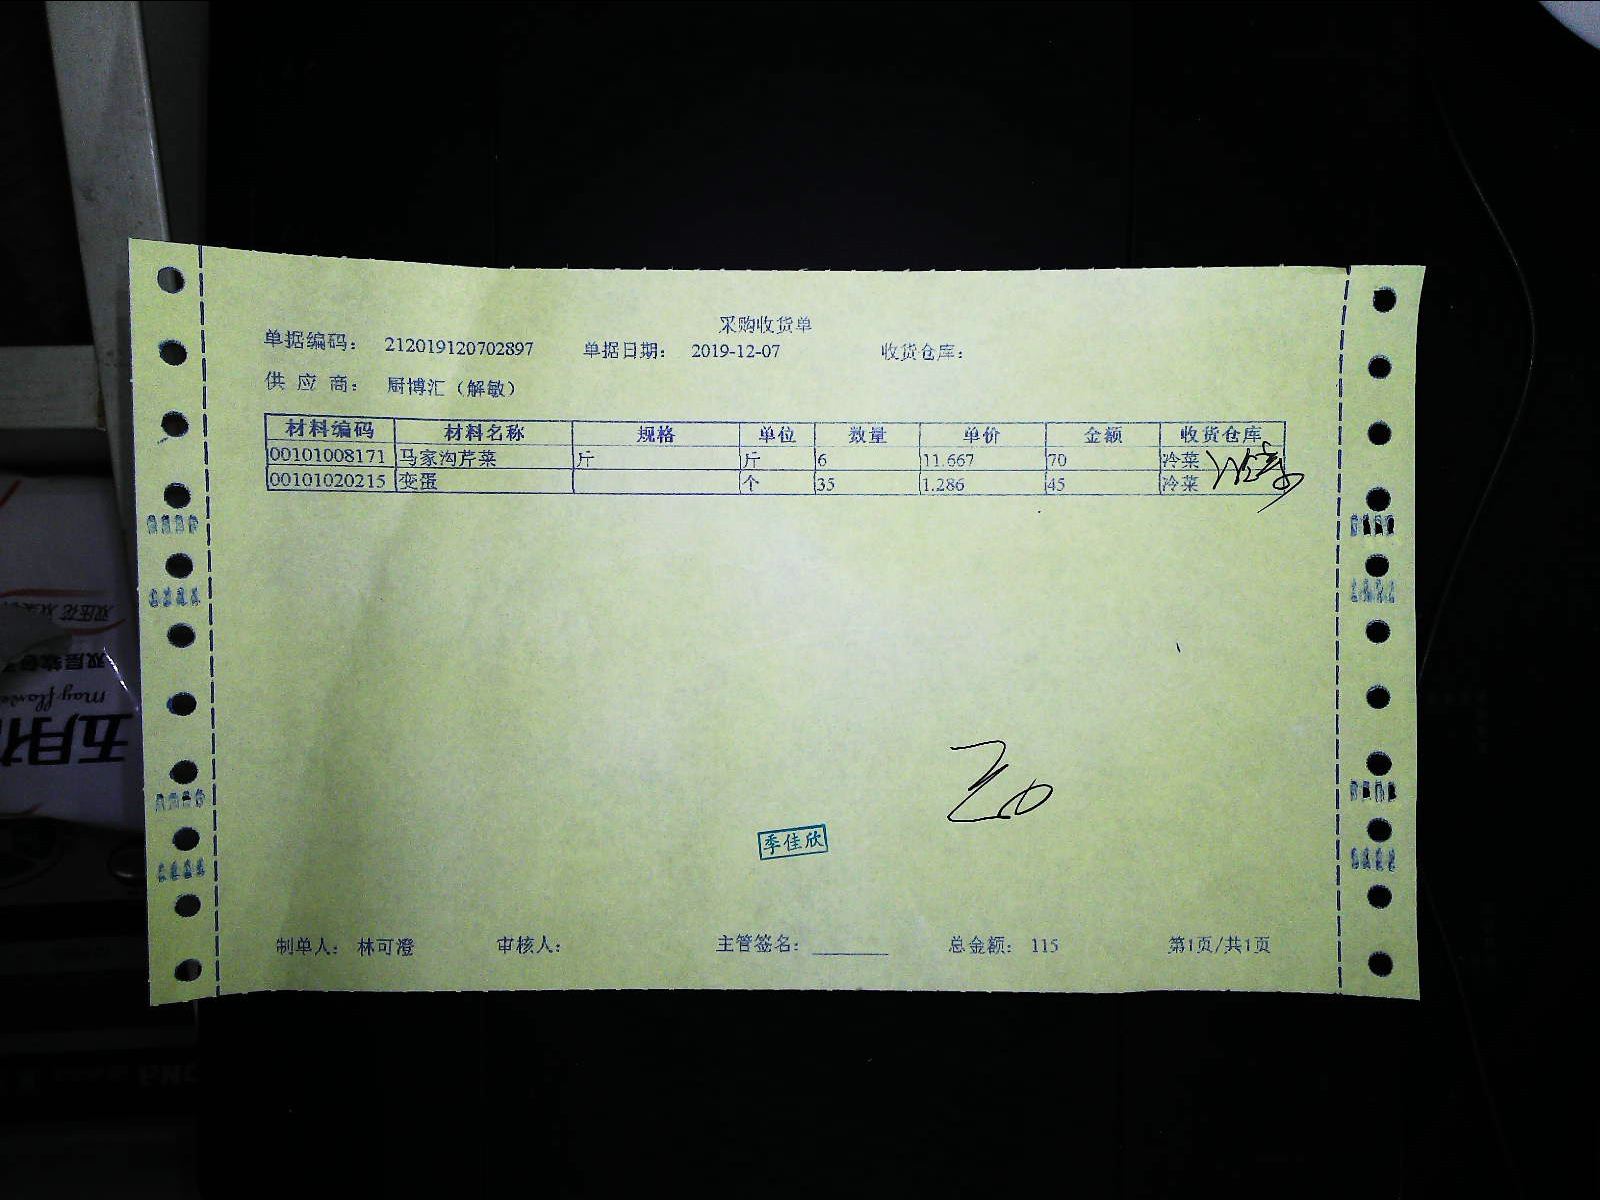 采购收货单
单据编码： 212019120702897 单据日期： 2019-12-07 收货仓库：
供应商： 厨博汇（解敏）
材料编码 材料名称 规格 单位 数量 单价 金额 收货仓库
00101008171 马家沟芹菜 斤 斤 6 11.667 70 冷菜
00101020215 变蛋 个 35 1.286 45 冷菜
季佳欣
制单人： 林可澄 审核人： 主管签名： 总金额： 115 第1页/共1页
may flower
五月花